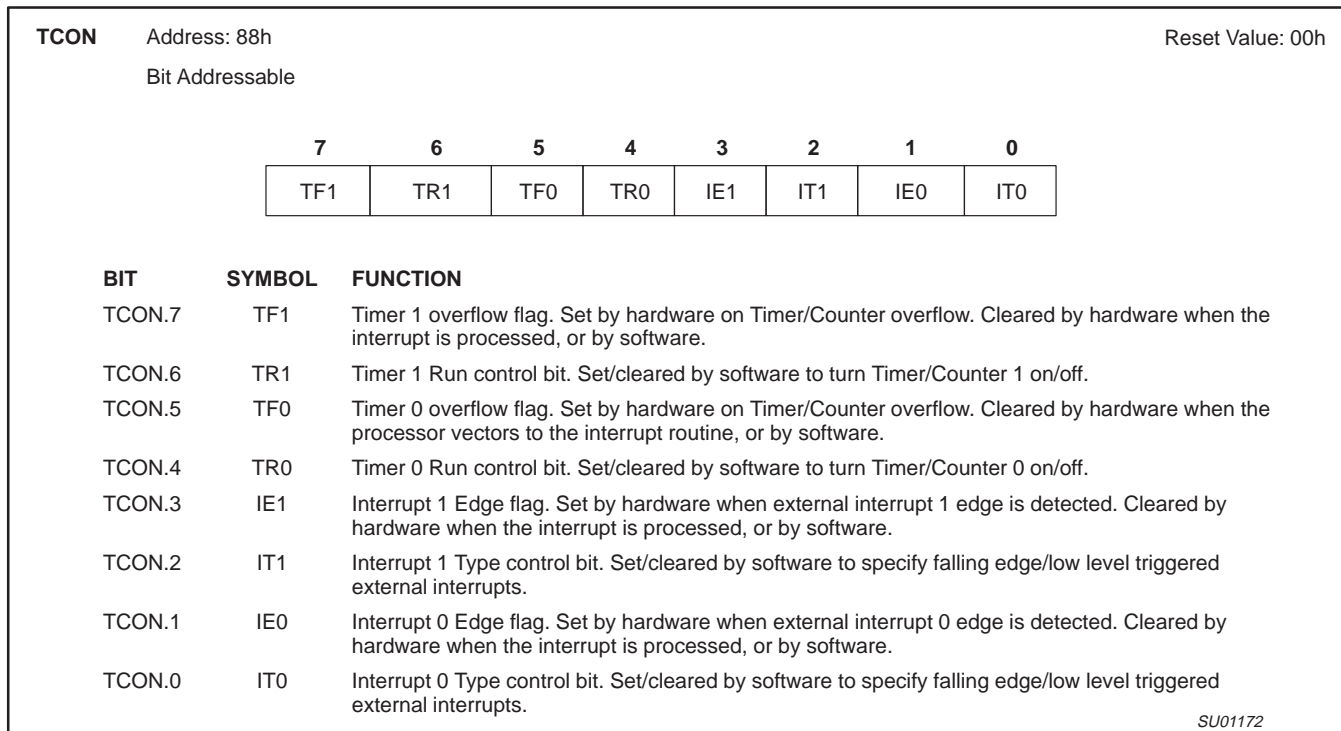 TCON Address: 88h Reset Value: 00h
Bit Addressable
7 6 5 4 3 2 1 0
TF1 TR1 TF0 TR0 IE1 IT1 IE0 IT0
BIT SYMBOL FUNCTION
TCON.7 TF1 Timer 1 overflow flag. Set by hardware on Timer/Counter overflow. Cleared by hardware when the
interrupt is processed, or by software.
TCON.6 TR1 Timer 1 Run control bit. Set/cleared by software to turn Timer/Counter 1 on/off.
TCON.5 TF0 Timer 0 overflow flag. Set by hardware on Timer/Counter overflow. Cleared by hardware when the
processor vectors to the interrupt routine, or by software.
TCON.4 TR0 Timer 0 Run control bit. Set/cleared by software to turn Timer/Counter 0 on/off.
TCON.3 IE1 Interrupt 1 Edge flag. Set by hardware when external interrupt 1 edge is detected. Cleared by
hardware when the interrupt is processed, or by software.
TCON.2 IT1 Interrupt 1 Type control bit. Set/cleared by software to specify falling edge/low level triggered
external interrupts.
TCON.1 IE0 Interrupt 0 Edge flag. Set by hardware when external interrupt 0 edge is detected. Cleared by
hardware when the interrupt is processed, or by software.
TCON.0 IT0 Interrupt 0 Type control bit. Set/cleared by software to specify falling edge/low level triggered
external interrupts.
SU01172